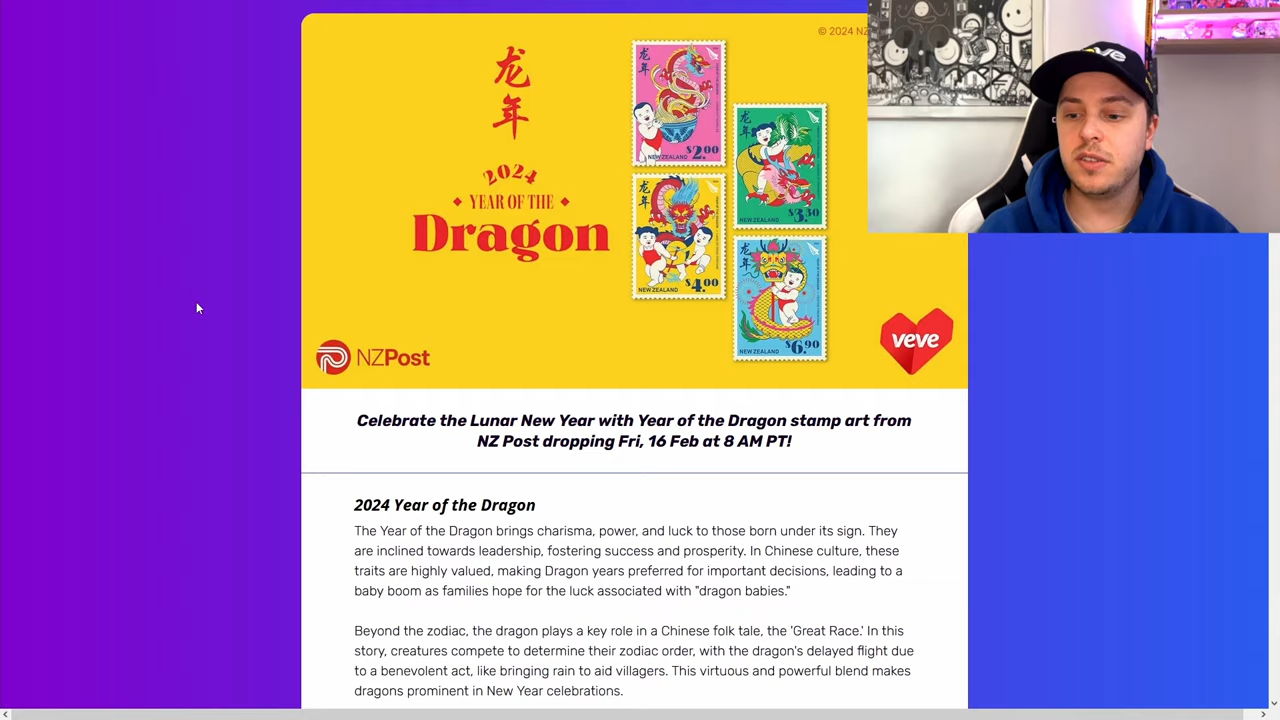 © 2024 NZ
龙
年
2024
YEAR OF THE
Dragon
龙年
NEW ZEALAND $2.00
龙年
NEW ZEALAND $3.30
龙年
NEW ZEALAND $4.00
龙年
NEW ZEALAND $6.90
NZPost
veve
Celebrate the Lunar New Year with Year of the Dragon stamp art from
NZ Post dropping Fri, 16 Feb at 8 AM PT!
2024 Year of the Dragon
The Year of the Dragon brings charisma, power, and luck to those born under its sign. They
are inclined towards leadership, fostering success and prosperity. In Chinese culture, these
traits are highly valued, making Dragon years preferred for important decisions, leading to a
baby boom as families hope for the luck associated with "dragon babies."
Beyond the zodiac, the dragon plays a key role in a Chinese folk tale, the 'Great Race.' In this
story, creatures compete to determine their zodiac order, with the dragon's delayed flight due
to a benevolent act, like bringing rain to aid villagers. This virtuous and powerful blend makes
dragons prominent in New Year celebrations.